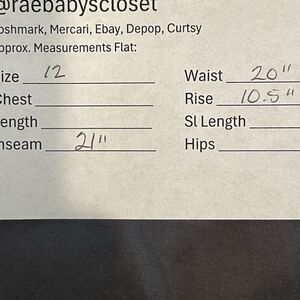 @raebabyscloset
oshmark, Mercari, Ebay, Depop, Curtsy
pprox. Measurements Flat:
ize 12 Waist 20"
Chest Rise 10.5"
ength Sl Length
nseam 21" Hips